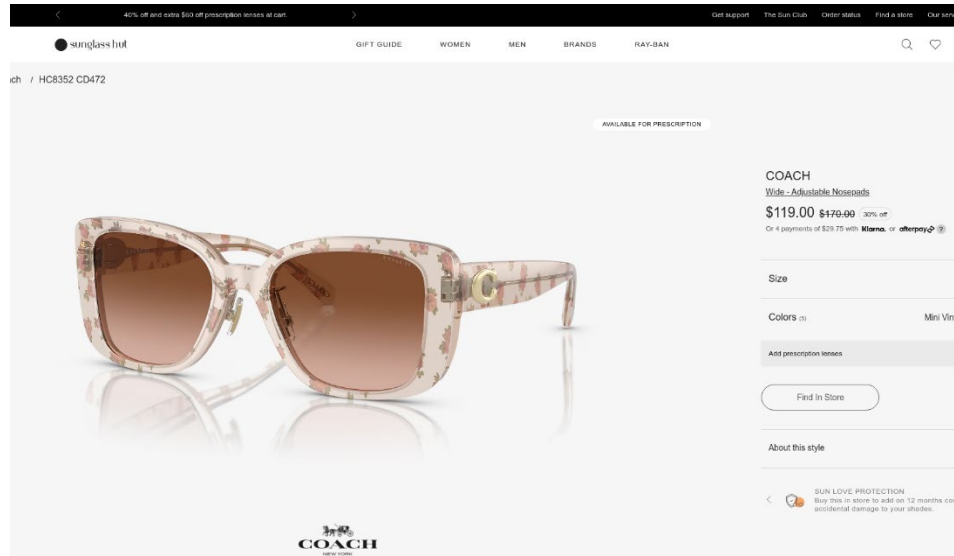 40% off and extra $60 off prescription lenses at cart.
Get support The Sun Club Order status Find a store Our
sunglass hut
GIFT GUIDE WOMEN MEN BRANDS RAY-BAN
/ HC8352 CD472
AVAILABLE FOR PRESCRIPTION
COACH
Wide - Adjustable Nosepads
$119.00 $170.00 30% off
Or 4 payments of $29.75 with Klarna. or afterpay ?
Size
Colors (5) Mini
Add prescription lenses
Find In Store
About this style
SUN LOVE PROTECTION
Buy this in store to add on 12 months
accidental damage to your shades.
COACH
NEW YORK